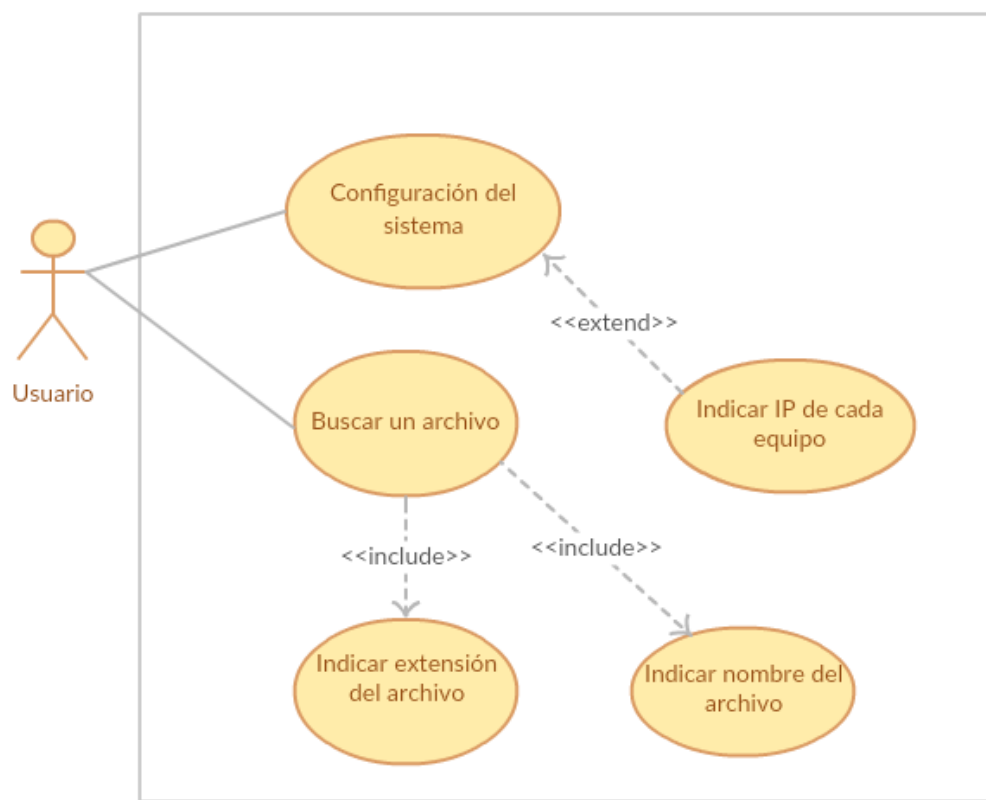 Configuración del
sistema
<<extend>>
Usuario
Buscar un archivo
Indicar IP de cada
equipo
<<include>>
<<include>>
Indicar extensión
del archivo
Indicar nombre del
archivo